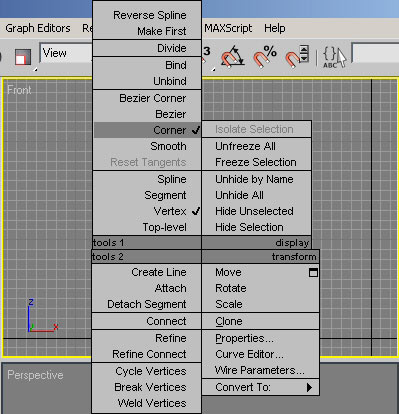 Reverse Spline
Make First
Graph Editors Re MAXScript Help
Divide
View
3
%
{}
ABC
Bind
Unbind
Front
Bezier Corner
Bezier
Corner
Smooth
Reset Tangents
Spline
Segment
Vertex
Top-level
Isolate Selection
Unfreeze All
Freeze Selection
Unhide by Name
Unhide All
Hide Unselected
Hide Selection
tools 1 display
tools 2 transform
Create Line
Attach
Detach Segment
Connect
Refine
Refine Connect
Cycle Vertices
Break Vertices
Weld Vertices
Move
Rotate
Scale
Clone
Properties...
Curve Editor...
Wire Parameters...
Convert To:
z
x
Perspective